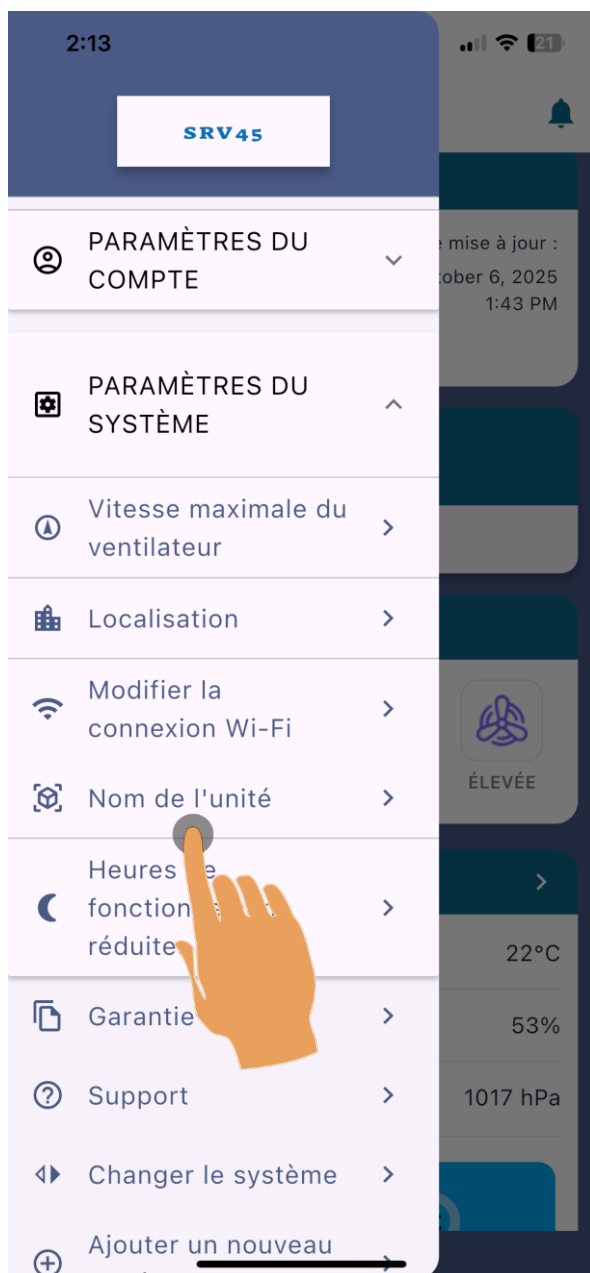 2:13
21
SRV45
PARAMÈTRES DU
COMPTE
mise à jour :
6, 2025
1:43 PM
PARAMÈTRES DU
SYSTÈME
Vitesse maximale du
ventilateur
Localisation
Modifier la
connexion Wi-Fi
ÉLEVÉE
Nom de l'unité
Heures
réduite
22°C
Garantie
53%
Support
1017 hPa
Changer le système
Ajouter un nouveau